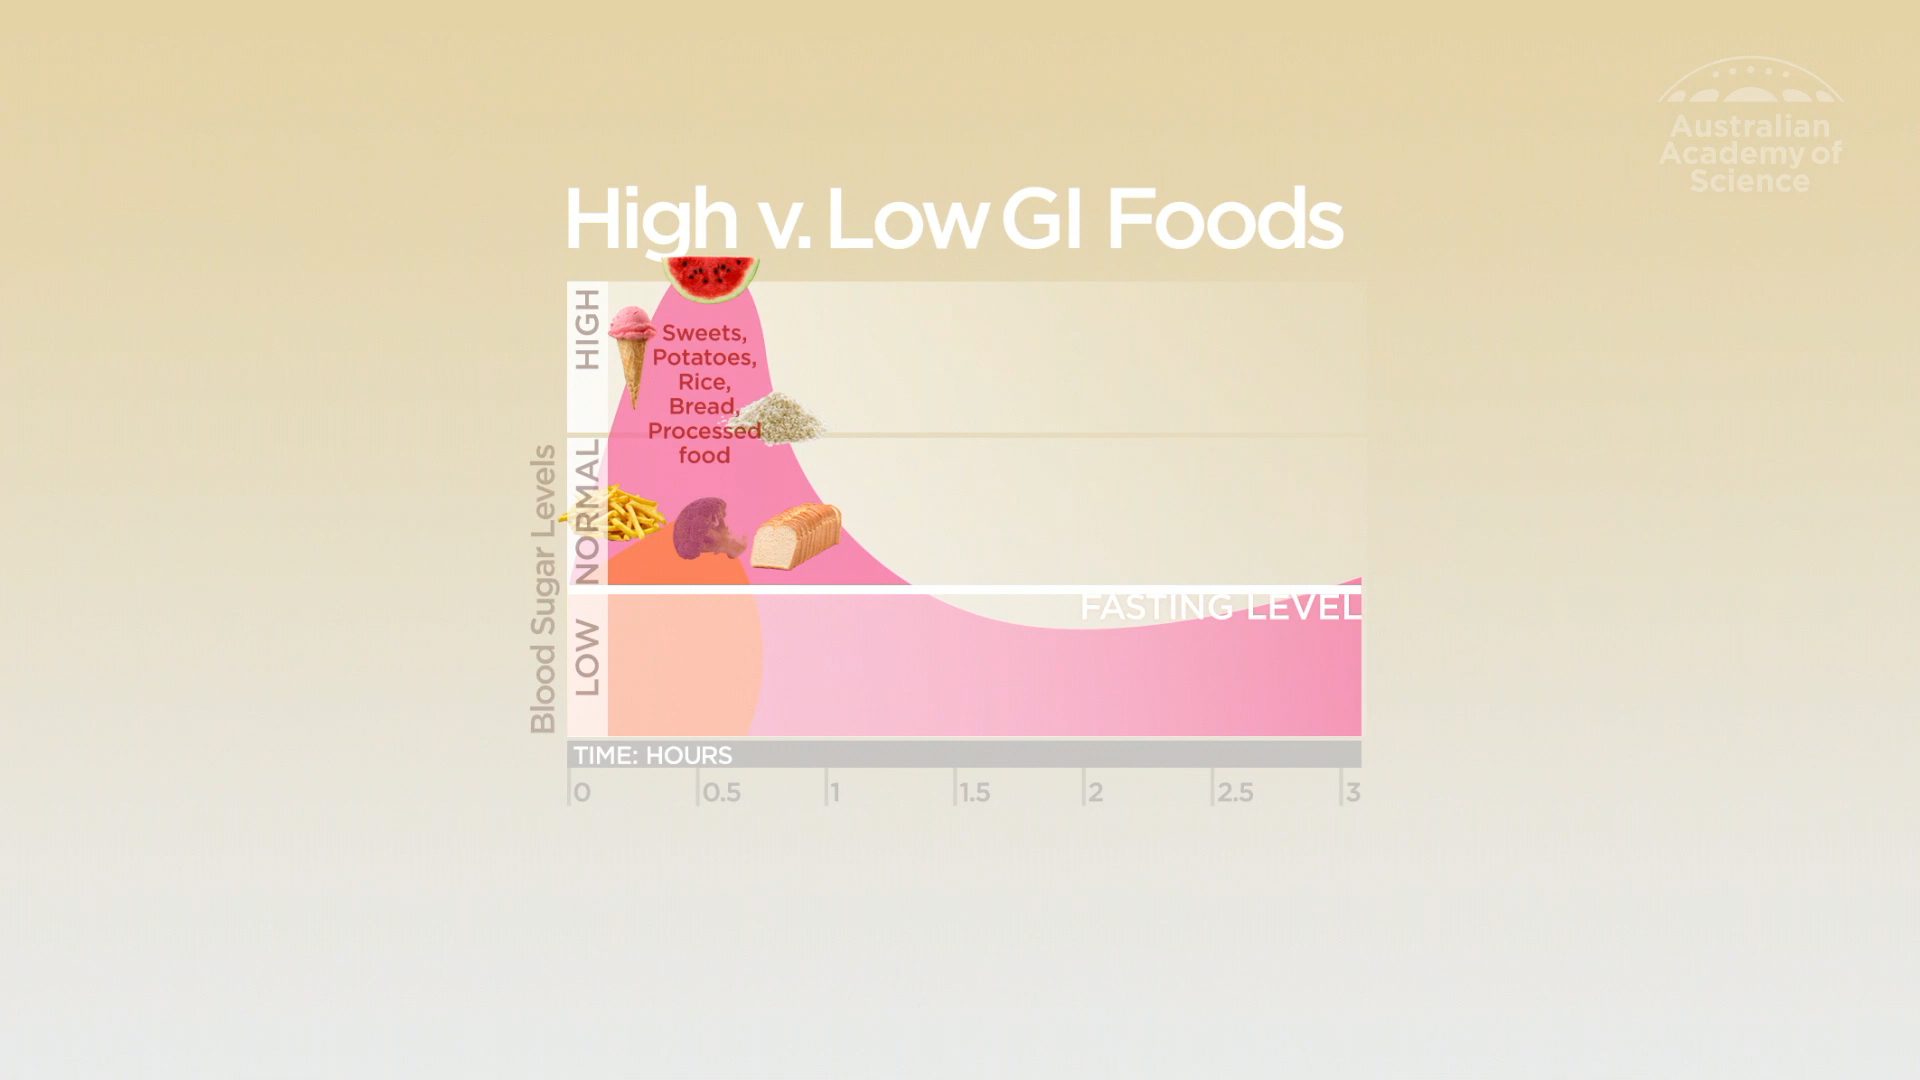 Australian
Academy of
Science
High v. Low GI Foods
HIGH
Sweets,
Potatoes,
Rice,
Bread,
Processed
food
NORMAL
Blood Sugar Levels
FASTING LEVEL
LOW
TIME: HOURS
0 0.5 1 1.5 2 2.5 3